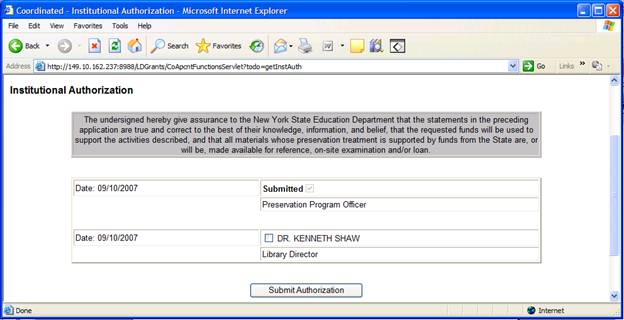 Coordinated - Institutional Authorization - Microsoft Internet Explorer
File Edit View Favorites Tools Help
Back Search Favorites
Address http://149.10.162.237:8988/LDGrants/CoApcntFunctionsServlet?todo=getInstAuth Go Links »
Institutional Authorization
The undersigned hereby give assurance to the New York State Education Department that the statements in the preceding
application are true and correct to the best of their knowledge, information, and belief, that the requested funds will be used to
support the activities described, and that all materials whose preservation treatment is supported by funds from the State are, or
will be, made available for reference, on-site examination and/or loan.
Date: 09/10/2007 Submitted
Preservation Program Officer
Date: 09/10/2007 DR. KENNETH SHAW
Library Director
Submit Authorization
Done Internet